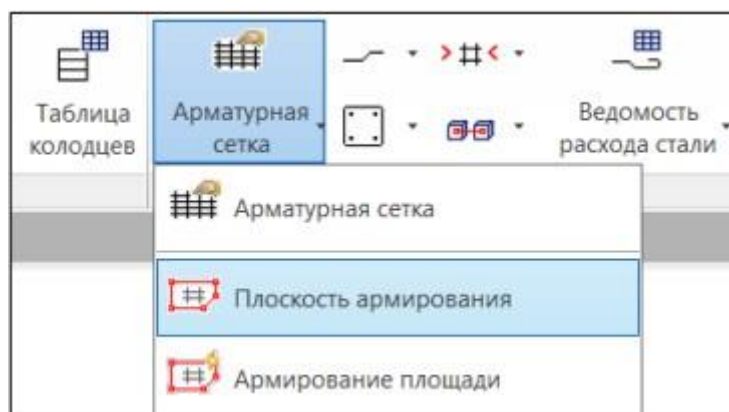 Таблица
колодцев
Арматурная
сетка
Ведомость
расхода стали
Арматурная сетка
Плоскость армирования
Армирование площади